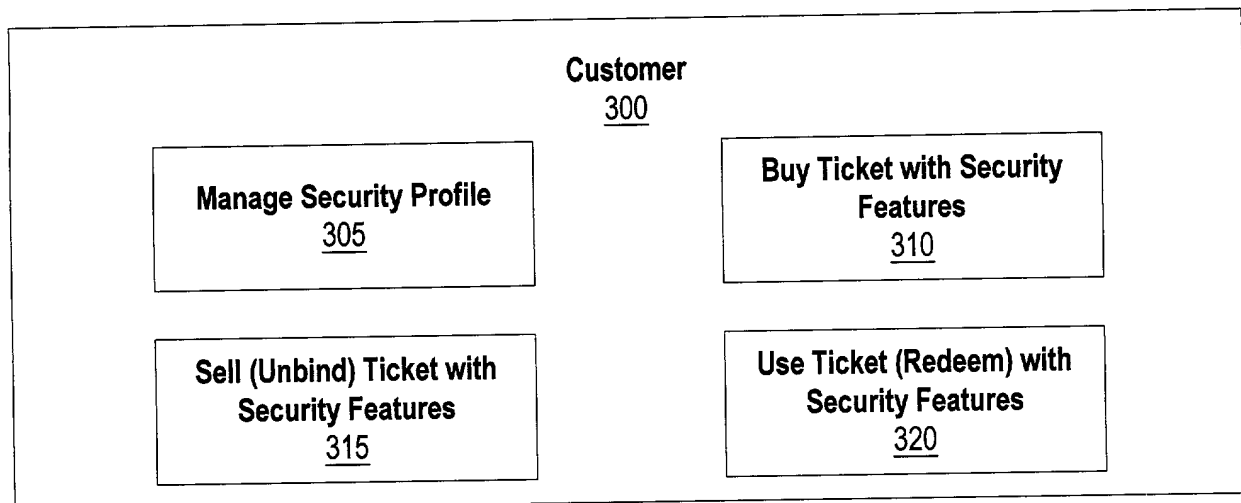 Customer
300
Manage Security Profile
305
Buy Ticket with Security
Features
310
Sell (Unbind) Ticket with
Security Features
315
Use Ticket (Redeem) with
Security Features
320